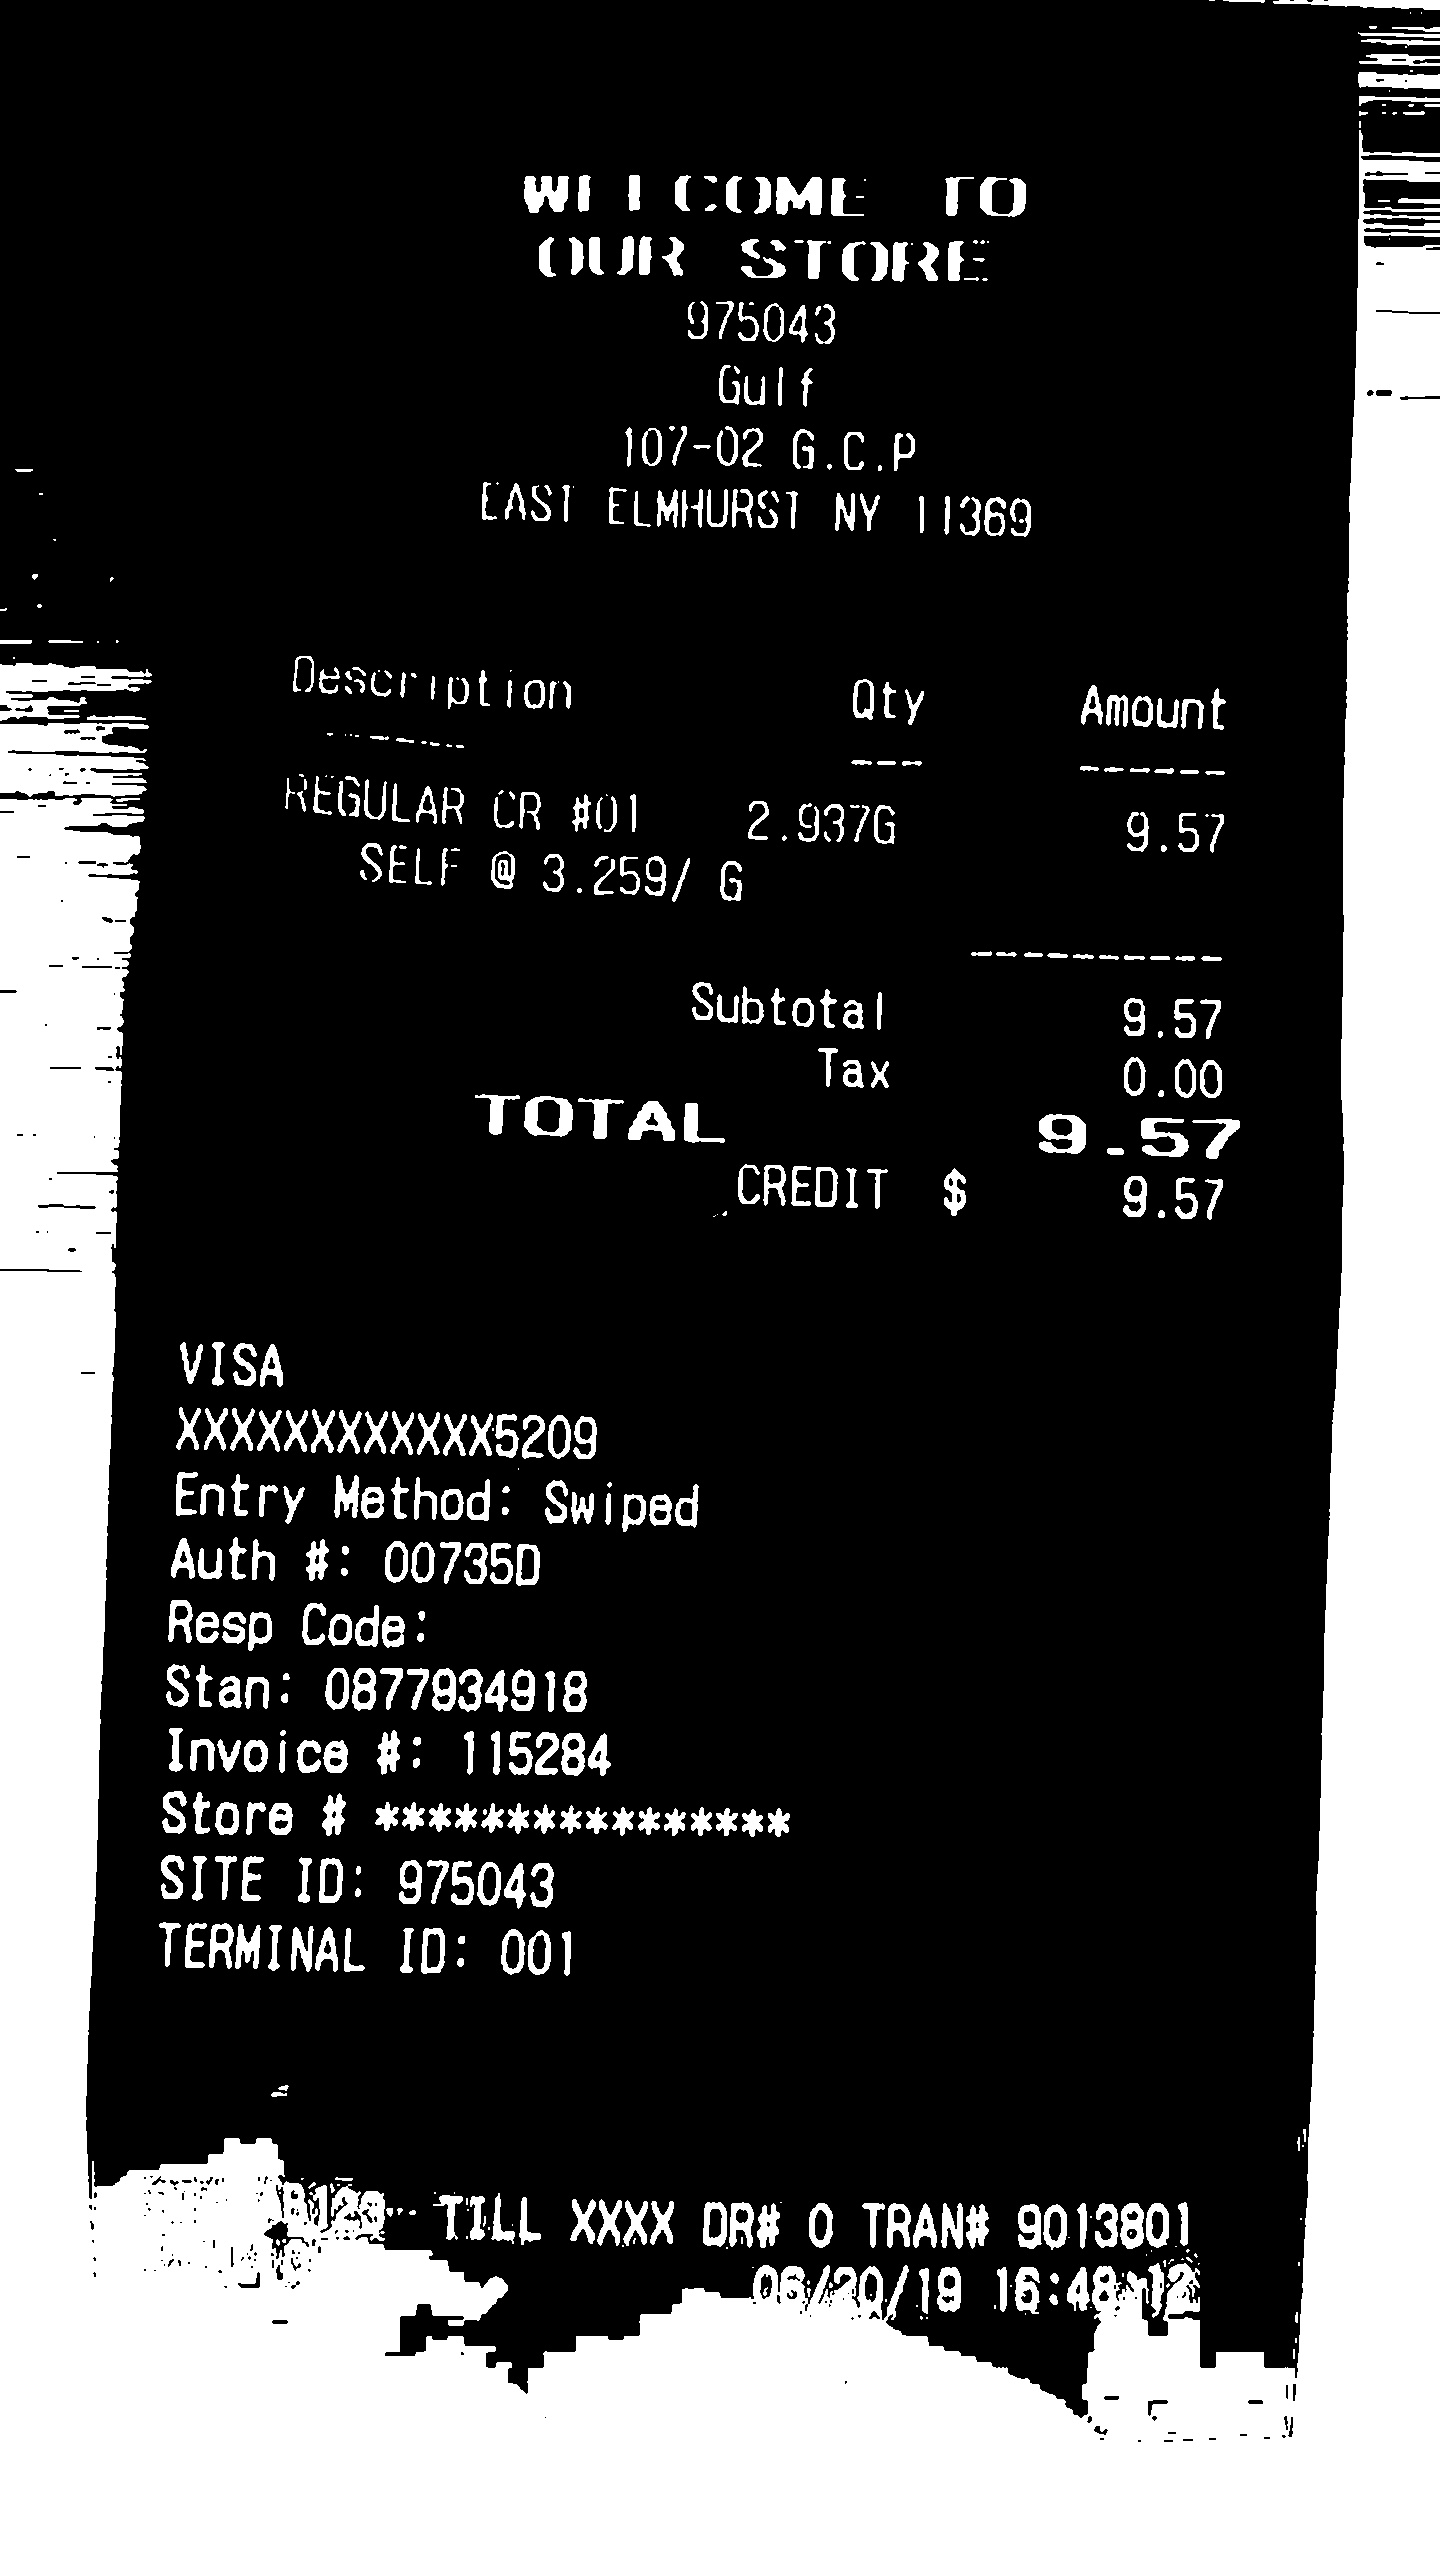 WELCOME TO
OUR STORE
975043
Gulf
107-02 G.C.P
EAST ELMHURST NY 11369
Description Qty Amount
------ --- ------
REGULAR CR #01 2.937G 9.57
SELF @ 3.259/ G
----------
Subtotal 9.57
Tax 0.00
TOTAL 9.57
CREDIT $ 9.57
VISA
XXXXXXXXXXXX5209
Entry Method: Swiped
Auth #: 00735D
Resp Code:
Stan: 0877934918
Invoice #: 115284
Store # ****************
SITE ID: 975043
TERMINAL ID: 001
TILL XXXX DR# 0 TRAN# 9013801
06/20/19 16:48:12